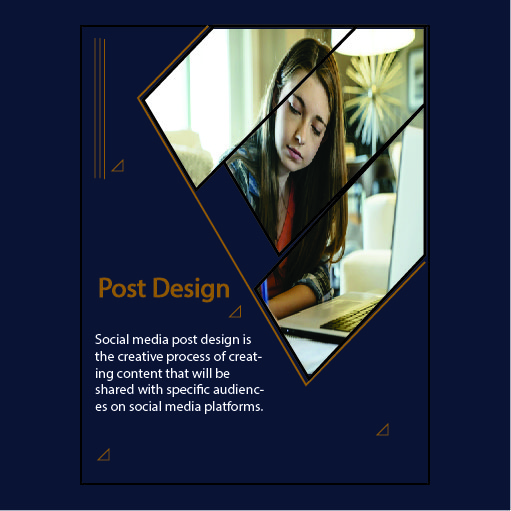 Post Design
Social media post design is
the creative process of creat-
ing content that will be
shared with specific audienc-
es on social media platforms.